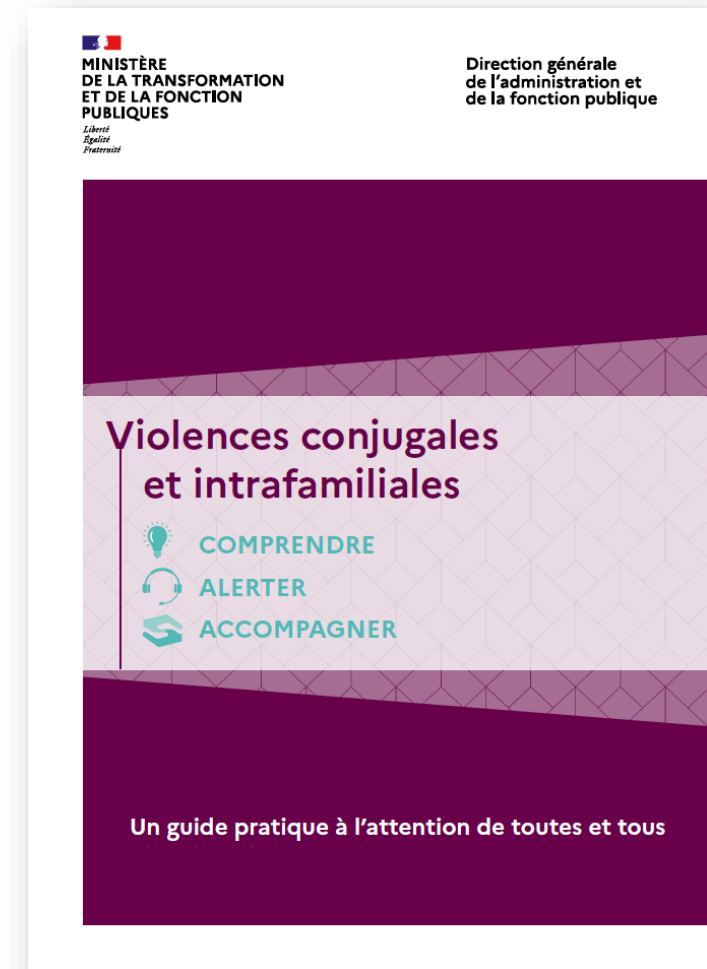 MINISTÈRE
DE LA TRANSFORMATION
ET DE LA FONCTION
PUBLIQUES
Liberté
Égalité
Fraternité
Direction générale
de l'administration et
de la fonction publique
Violences conjugales
et intrafamiliales
COMPRENDRE
ALERTER
ACCOMPAGNER
Un guide pratique à l'attention de toutes et tous